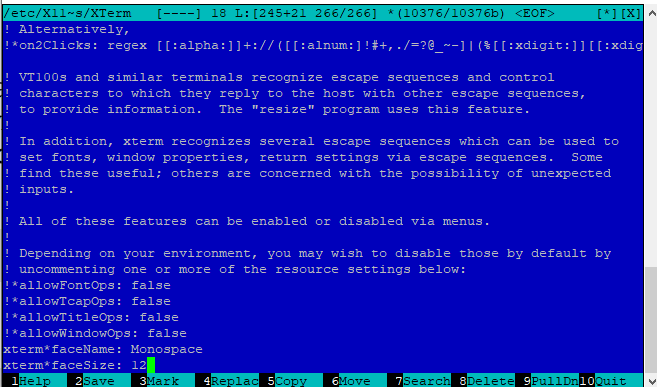 /etc/X11~s/XTerm [----] 18 L:[245+21 266/266] *(10376/10376b) <EOF> [*][X]
! Alternatively,
!*on2Clicks: regex [[:alpha:]]+://([[:alnum:]!#+,./=?@_~-]|(%[[:xdigit:]][[:xdig
!
! VT100s and similar terminals recognize escape sequences and control
! characters to which they reply to the host with other escape sequences,
! to provide information.  The "resize" program uses this feature.
!
! In addition, xterm recognizes several escape sequences which can be used to
! set fonts, window properties, return settings via escape sequences.  Some
! find these useful; others are concerned with the possibility of unexpected
! inputs.
!
! All of these features can be enabled or disabled via menus.
!
! Depending on your environment, you may wish to disable those by default by
! uncommenting one or more of the resource settings below:
!*allowFontOps: false
!*allowTcapOps: false
!*allowTitleOps: false
!*allowWindowOps: false
xterm*faceName: Monospace
xterm*faceSize: 12
1Help 2Save 3Mark 4Replac 5Copy 6Move 7Search 8Delete 9PullDn 10Quit